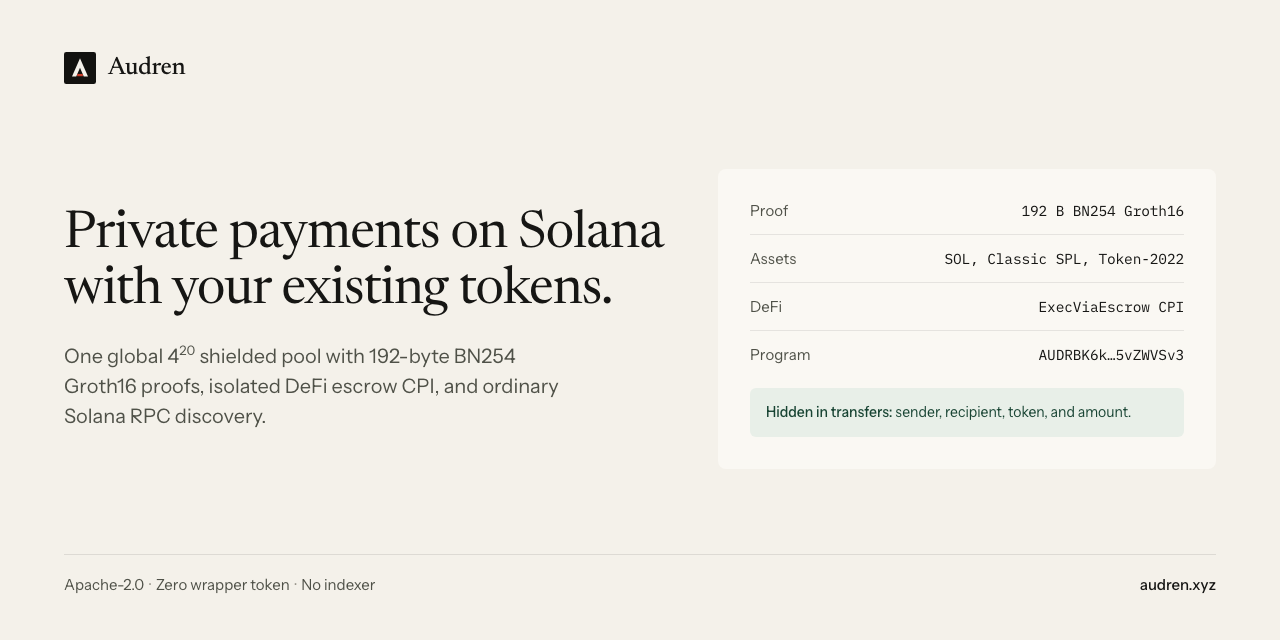 Audren
Private payments on Solana
with your existing tokens.
One global 4²⁰ shielded pool with 192-byte BN254
Groth16 proofs, isolated DeFi escrow CPI, and ordinary
Solana RPC discovery.
Proof 192 B BN254 Groth16
Assets SOL, Classic SPL, Token-2022
DeFi ExecViaEscrow CPI
Program AUDRBK6k…5vZWVSv3
Hidden in transfers: sender, recipient, token, and amount.
Apache-2.0 · Zero wrapper token · No indexer
audren.xyz